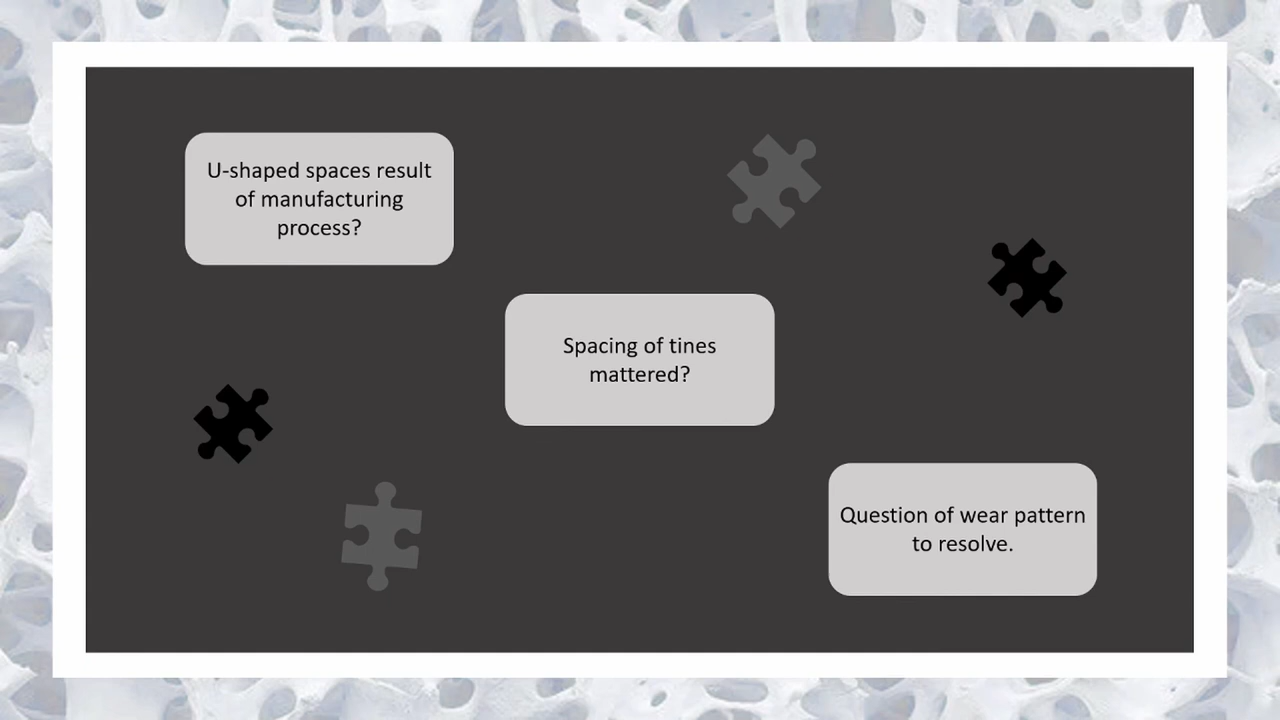 U-shaped spaces result
of manufacturing
process?
Spacing of tines
mattered?
Question of wear pattern
to resolve.